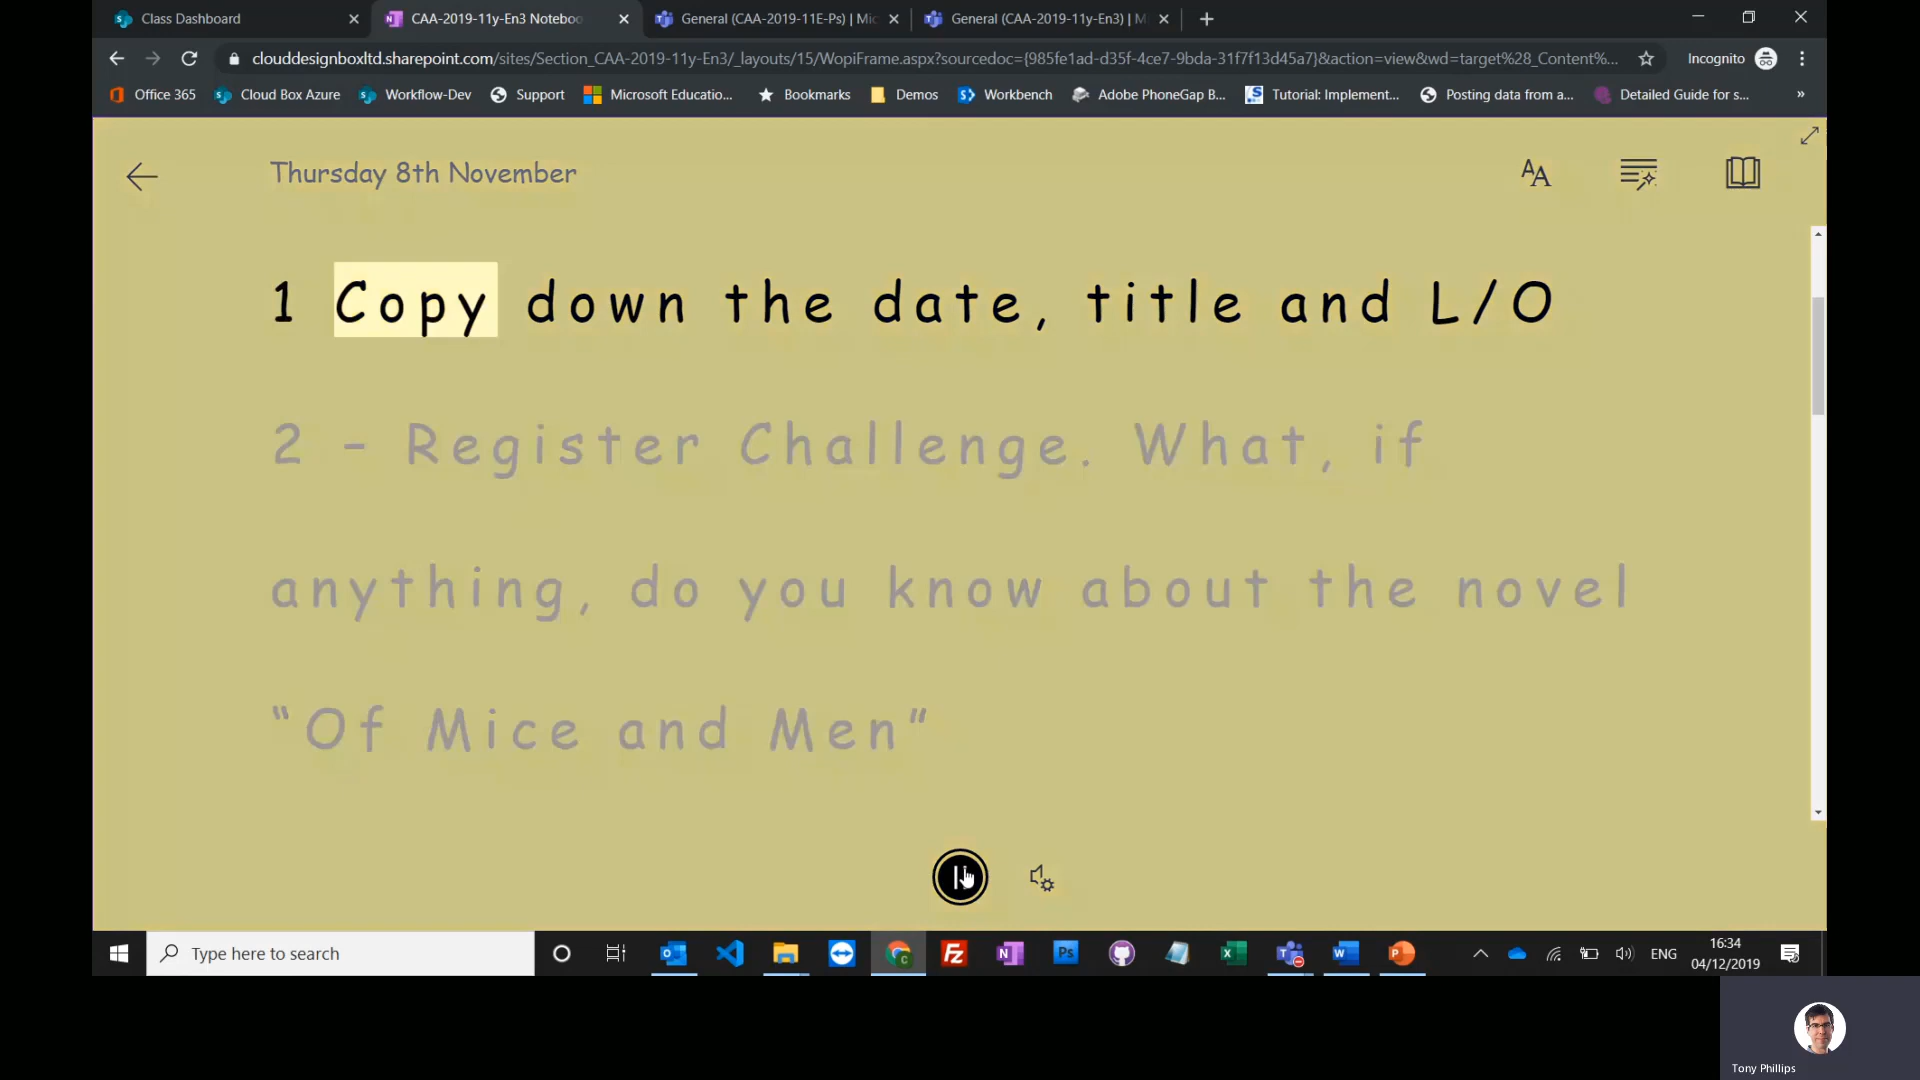 Class Dashboard
CAA-2019-11y-En3 Noteboo
General (CAA-2019-11E-Ps) | Mic
General (CAA-2019-11y-En3) | M
clouddesignboxltd.sharepoint.com/sites/Section_CAA-2019-11y-En3/_layouts/15/WopiFrame.aspx?sourcedoc={985fe1ad-d35f-4ce7-9bda-31f7f13d45a7}&action=view&wd=target%28_Content%...
Incognito
Office 365
Cloud Box Azure
Workflow-Dev
Support
Microsoft Educatio...
Bookmarks
Demos
Workbench
Adobe PhoneGap B...
Tutorial: Implement...
Posting data from a...
Detailed Guide for s...
»
Thursday 8th November
1 Copy down the date, title and L/O
2 - Register Challenge. What, if
anything, do you know about the novel
“Of Mice and Men”
Type here to search
ENG
16:34
04/12/2019
Tony Phillips